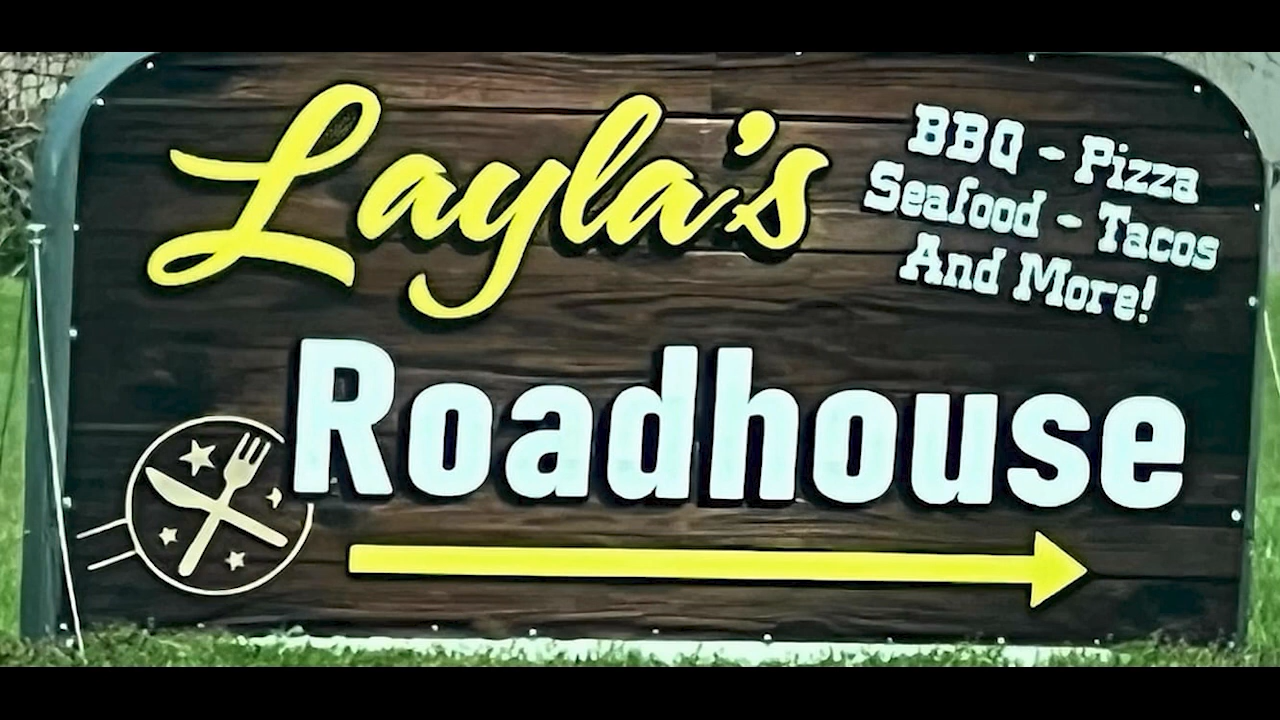 Layla's
BBQ - Pizza
Seafood - Tacos
And More!
Roadhouse